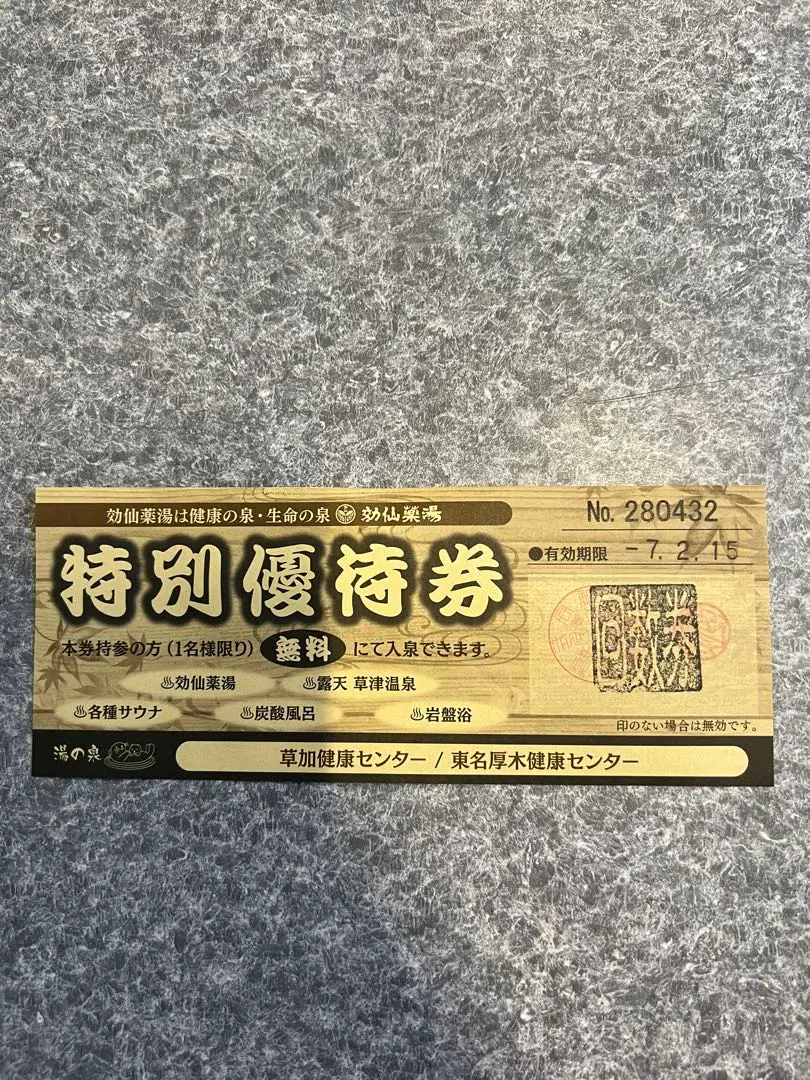 効仙薬湯は健康の泉・生命の泉 効仙薬湯
No. 280432
特別優待券
●有効期限 -7. 2. 15
本券持参の方(1名様限り) 無料 にて入泉できます。
♨効仙薬湯 ♨露天 草津温泉
♨各種サウナ ♨炭酸風呂 ♨岩盤浴
印のない場合は無効です。
湯の泉 草加健康センター / 東名厚木健康センター